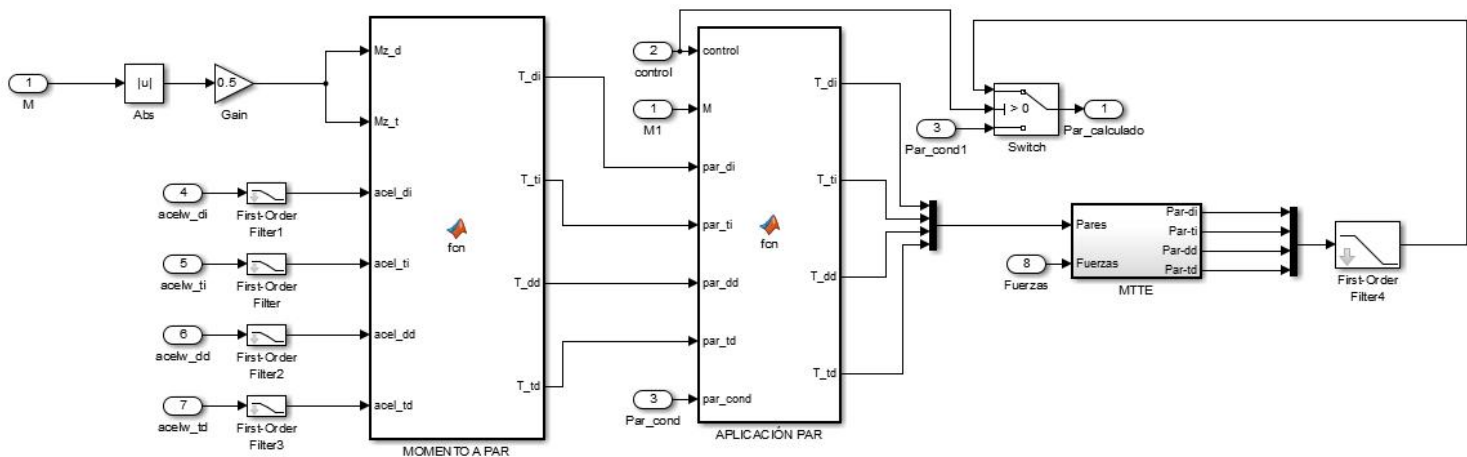 1
M
|u|
Abs
0.5
Gain
Mz_d
Mz_t
4
acelw_di
First-Order
Filter1
acel_di
5
acelw_ti
First-Order
Filter
acel_ti
6
acelw_dd
First-Order
Filter2
acel_dd
7
acelw_td
First-Order
Filter3
acel_td
fcn
T_di
T_ti
T_dd
T_td
MOMENTO A PAR
2
control
1
M1
3
Par_cond
control
M
par_di
par_ti
par_dd
par_td
par_cond
fcn
T_di
T_ti
T_dd
T_td
APLICACIÓN PAR
3
Par_cond1
> 0
Switch
1
Par_calculado
8
Fuerzas
Pares
Fuerzas
Par-di
Par-ti
Par-dd
Par-td
MTTE
First-Order
Filter4